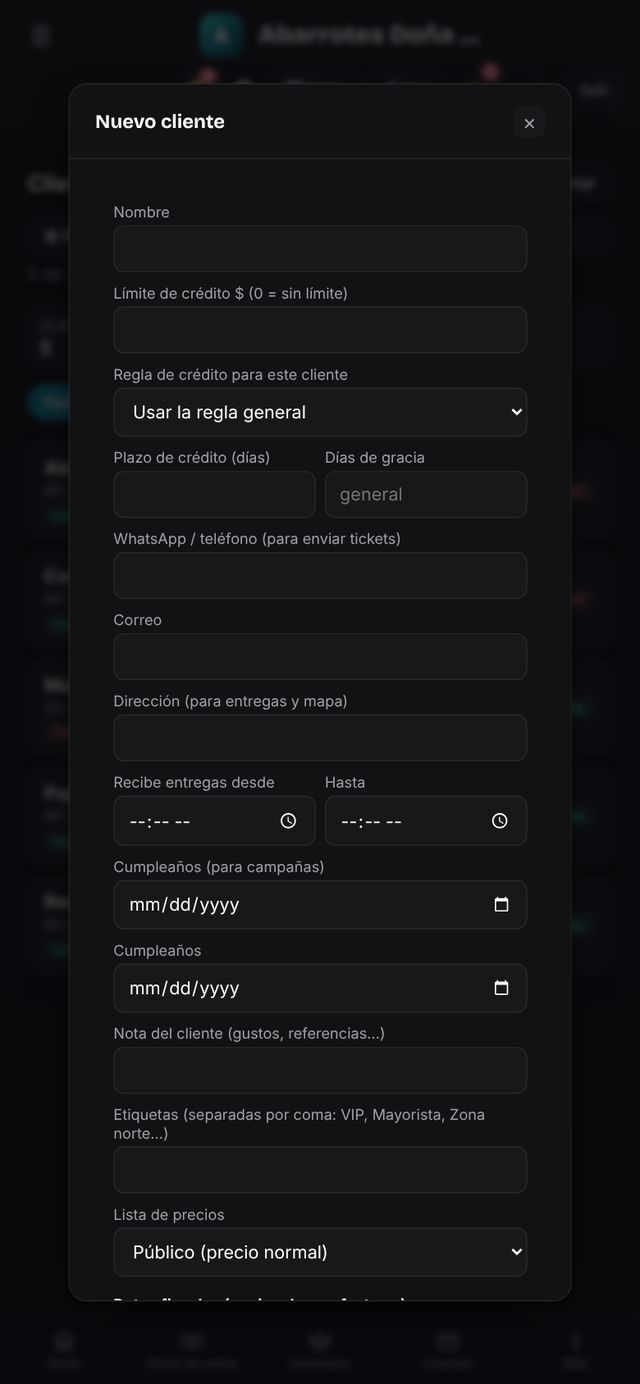 Abarrotes Doña ...
Nuevo cliente
×
Nombre
Límite de crédito $ (0 = sin límite)
Regla de crédito para este cliente
Usar la regla general
Plazo de crédito (días) Días de gracia
general
WhatsApp / teléfono (para enviar tickets)
Correo
Dirección (para entregas y mapa)
Recibe entregas desde Hasta
--:-- -- --:-- --
Cumpleaños (para campañas)
mm/dd/yyyy
Cumpleaños
mm/dd/yyyy
Nota del cliente (gustos, referencias...)
Etiquetas (separadas por coma: VIP, Mayorista, Zona
norte...)
Lista de precios
Público (precio normal)